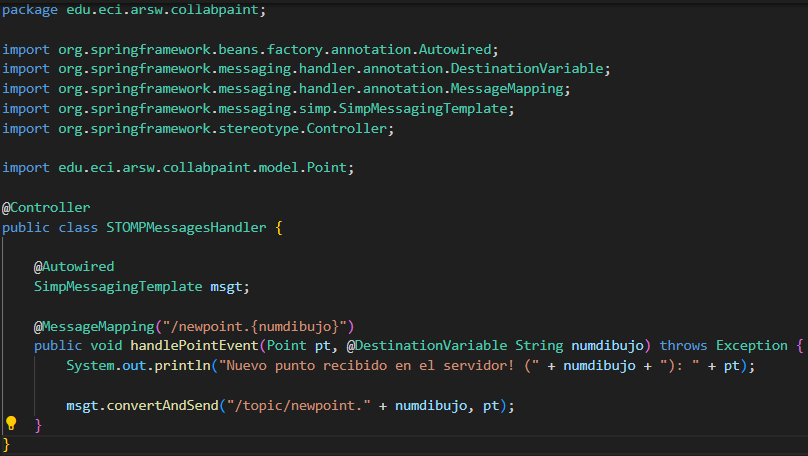 package edu.eci.arsw.collabpaint;
import org.springframework.beans.factory.annotation.Autowired;
import org.springframework.messaging.handler.annotation.DestinationVariable;
import org.springframework.messaging.handler.annotation.MessageMapping;
import org.springframework.messaging.simp.SimpMessagingTemplate;
import org.springframework.stereotype.Controller;
import edu.eci.arsw.collabpaint.model.Point;
@Controller
public class STOMPMessagesHandler {
@Autowired
SimpMessagingTemplate msgt;
@MessageMapping("/newpoint.{numdibujo}")
public void handlePointEvent(Point pt, @DestinationVariable String numdibujo) throws Exception {
System.out.println("Nuevo punto recibido en el servidor! (" + numdibujo + "): " + pt);
msgt.convertAndSend("/topic/newpoint." + numdibujo, pt);
}
}